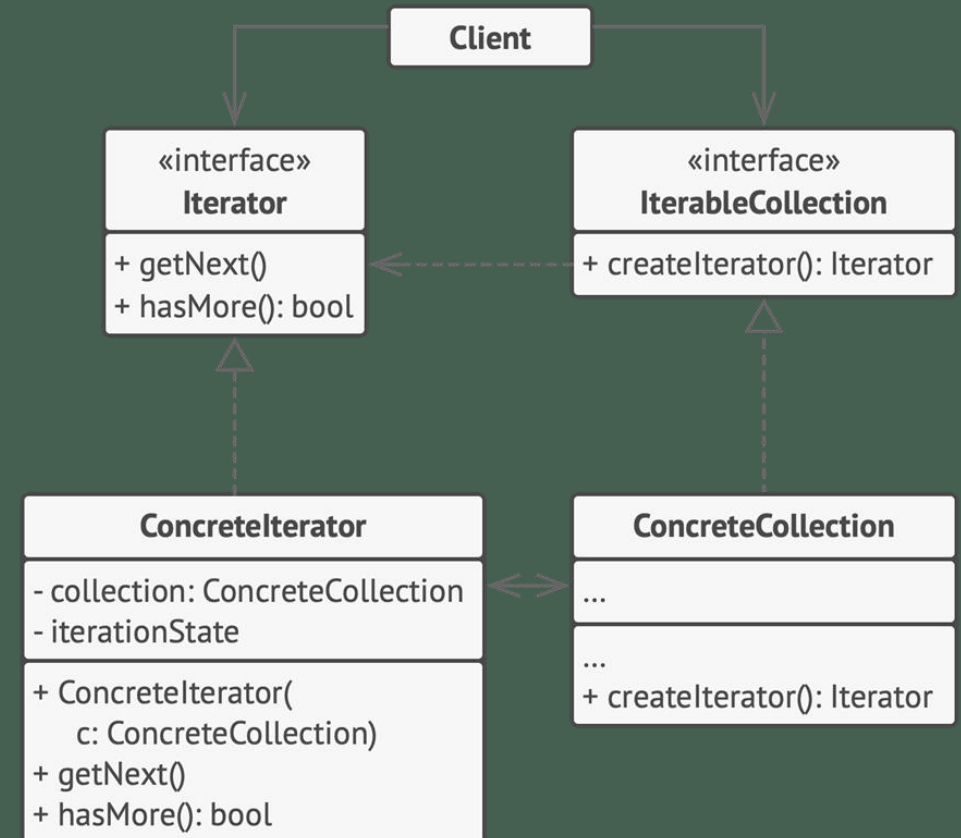 Client
«interface»
Iterator
+ getNext()
+ hasMore(): bool
«interface»
IterableCollection
+ createIterator(): Iterator
ConcreteIterator
- collection: ConcreteCollection
- iterationState
+ ConcreteIterator(
c: ConcreteCollection)
+ getNext()
+ hasMore(): bool
ConcreteCollection
...
...
+ createIterator(): Iterator